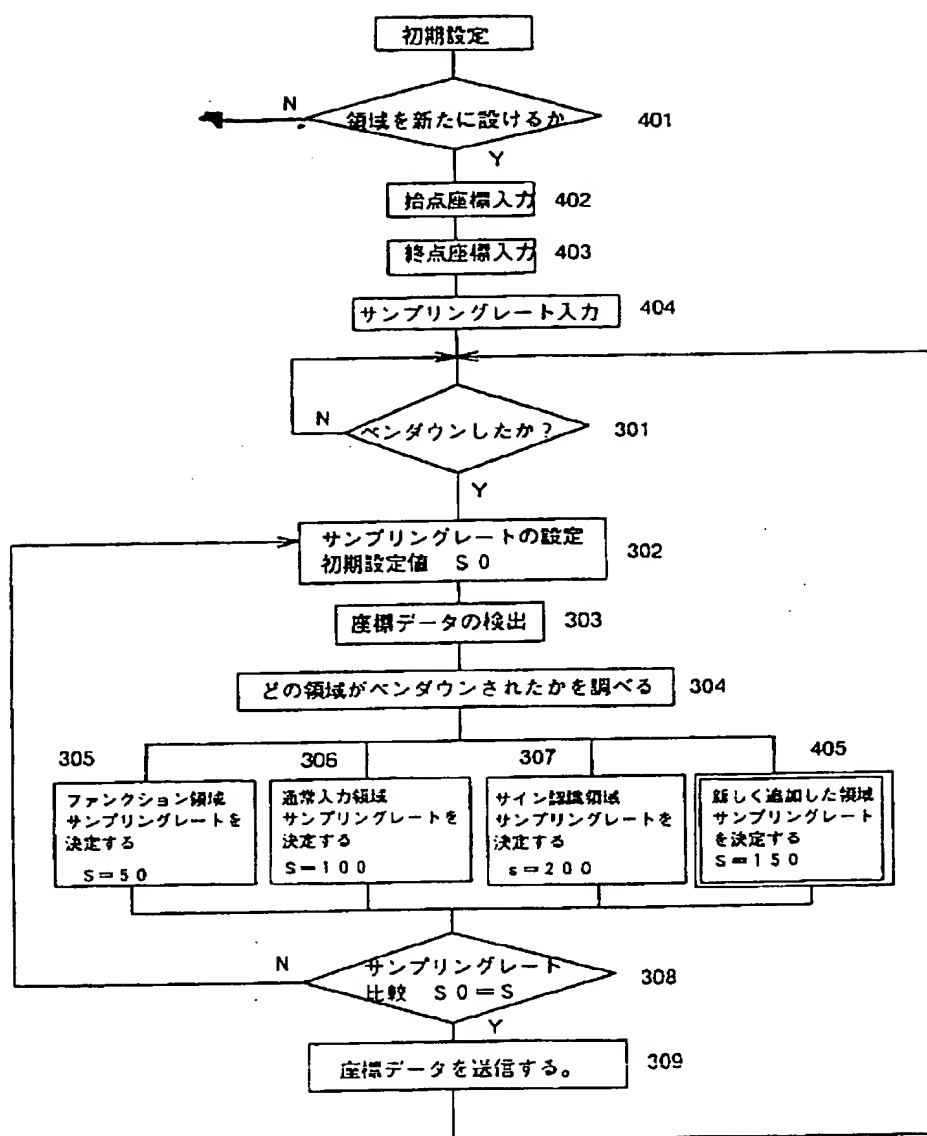 初期設定
N
領域を新たに設けるか
401
Y
始点座標入力
402
終点座標入力
403
サンプリングレート入力
404
N
ペンダウンしたか？
301
Y
サンプリングレートの設定
初期設定値 S0
302
座標データの検出
303
どの領域がペンダウンされたかを調べる
304
305
ファンクション領域
サンプリングレートを
決定する
S=50
306
通常入力領域
サンプリングレートを
決定する
S=100
307
サイン認識領域
サンプリングレートを
決定する
s=200
405
新しく追加した領域
サンプリングレート
を決定する
S=150
N
サンプリングレート
比較 S0=S
308
Y
座標データを送信する。
309